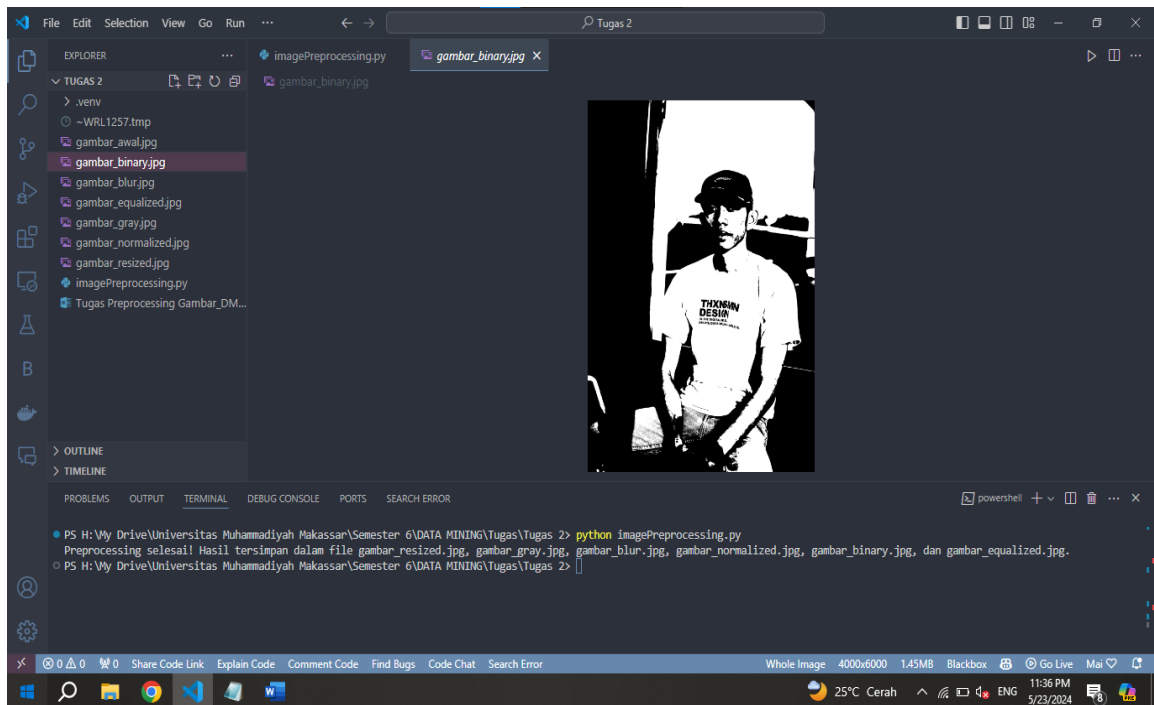 File Edit Selection View Go Run ...
Tugas 2
EXPLORER ...
imagePreprocessing.py
gambar_binary.jpg
TUGAS 2
gambar_binary.jpg
.venv
~WRL1257.tmp
gambar_awal.jpg
gambar_binary.jpg
gambar_blur.jpg
gambar_equalized.jpg
gambar_gray.jpg
gambar_normalized.jpg
gambar_resized.jpg
imagePreprocessing.py
Tugas Preprocessing Gambar_DM...
DESIGN
OUTLINE
TIMELINE
PROBLEMS OUTPUT TERMINAL DEBUG CONSOLE PORTS SEARCH ERROR
powershell
PS H:\My Drive\Universitas Muhammadiyah Makassar\Semester 6\DATA MINING\Tugas\Tugas 2> python imagePreprocessing.py
Preprocessing selesai! Hasil tersimpan dalam file gambar_resized.jpg, gambar_gray.jpg, gambar_blur.jpg, gambar_normalized.jpg, gambar_binary.jpg, dan gambar_equalized.jpg.
PS H:\My Drive\Universitas Muhammadiyah Makassar\Semester 6\DATA MINING\Tugas\Tugas 2>
0 0 0 Share Code Link Explain Code Comment Code Find Bugs Code Chat Search Error
Whole Image 4000x6000 1.45MB Blackbox Go Live Mai
25°C Cerah ENG
11:36 PM
5/23/2024
8